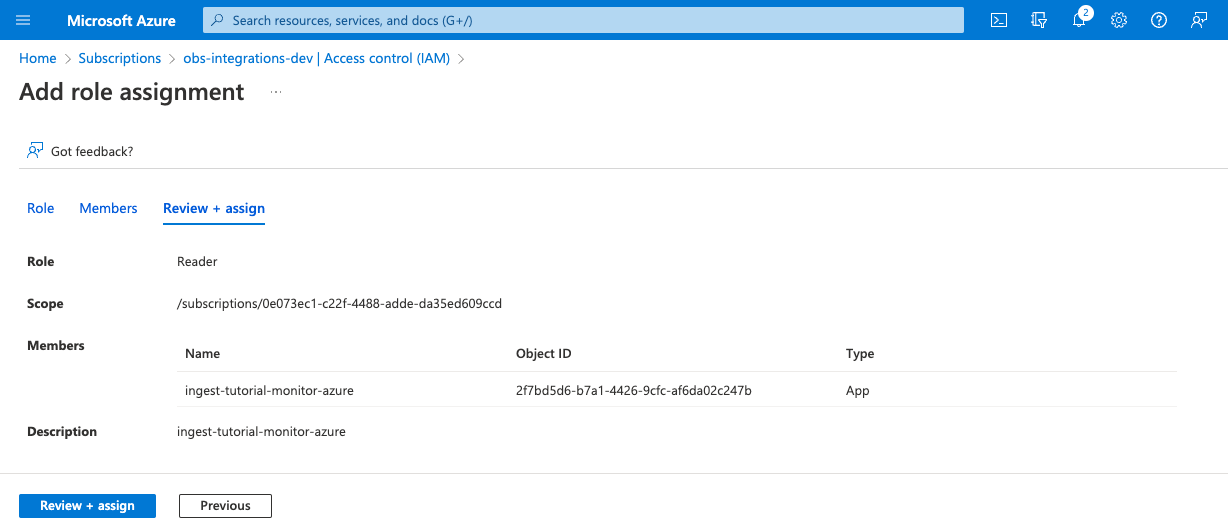 Microsoft Azure
Search resources, services, and docs (G+/)
2
Home > Subscriptions > obs-integrations-dev | Access control (IAM) >
Add role assignment ...
Got feedback?
Role Members Review + assign
Role Reader
Scope /subscriptions/0e073ec1-c22f-4488-adde-da35ed609ccd
Members
Name Object ID Type
ingest-tutorial-monitor-azure 2f7bd5d6-b7a1-4426-9cfc-af6da02c247b App
Description ingest-tutorial-monitor-azure
Review + assign Previous